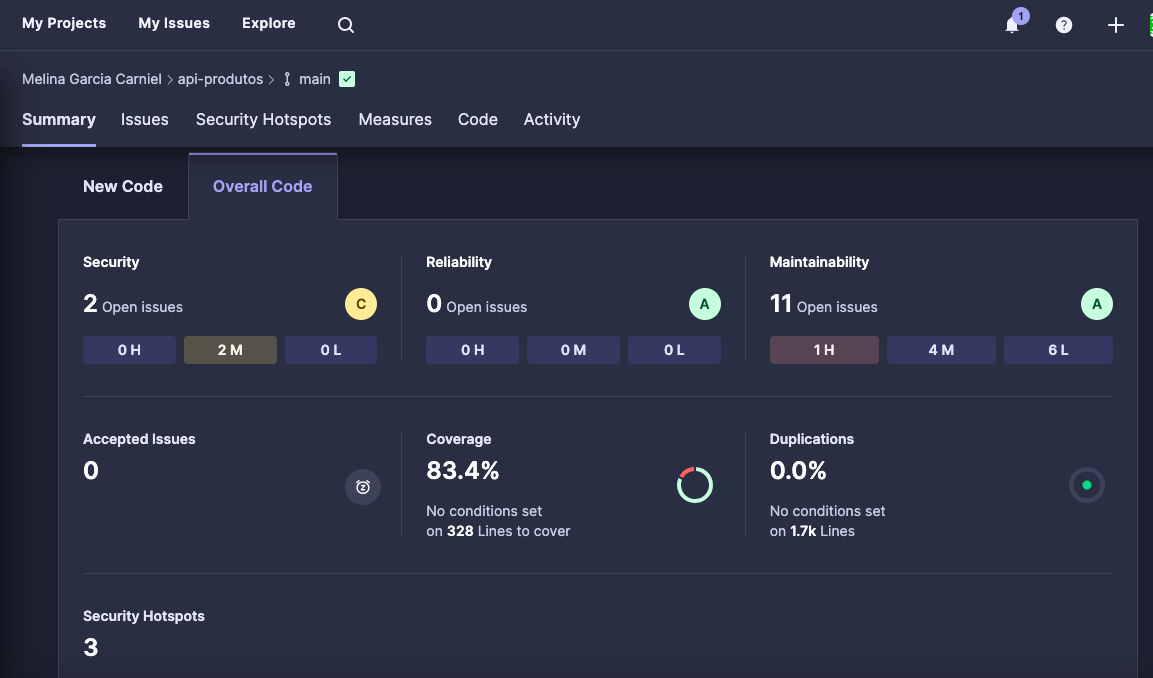 My Projects My Issues Explore 1 ?
Melina Garcia Carniel > api-produtos > main
Summary Issues Security Hotspots Measures Code Activity
New Code Overall Code
Security Reliability Maintainability
2 Open issues C 0 Open issues A 11 Open issues A
0 H 2 M 0 L 0 H 0 M 0 L 1 H 4 M 6 L
Accepted Issues Coverage Duplications
0 83.4% 0.0%
No conditions set No conditions set
on 328 Lines to cover on 1.7k Lines
Security Hotspots
3